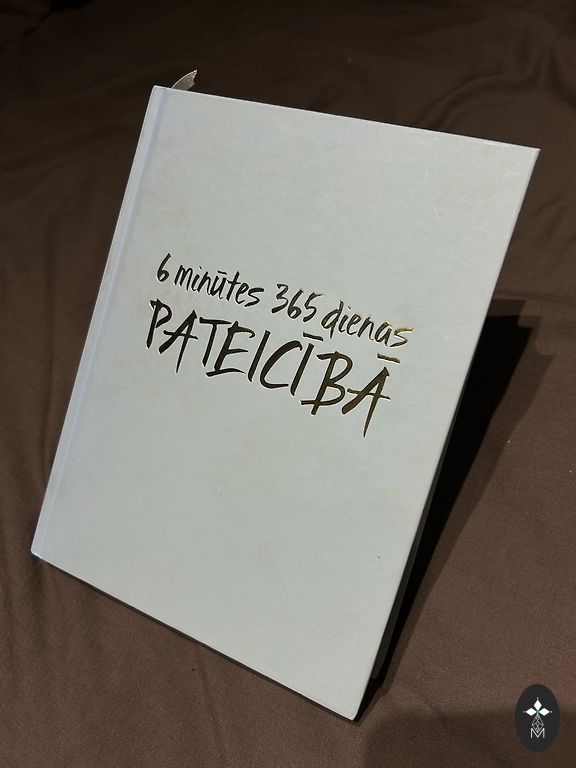 6 minūtes 365 dienas
PATEICĪBĀ
M